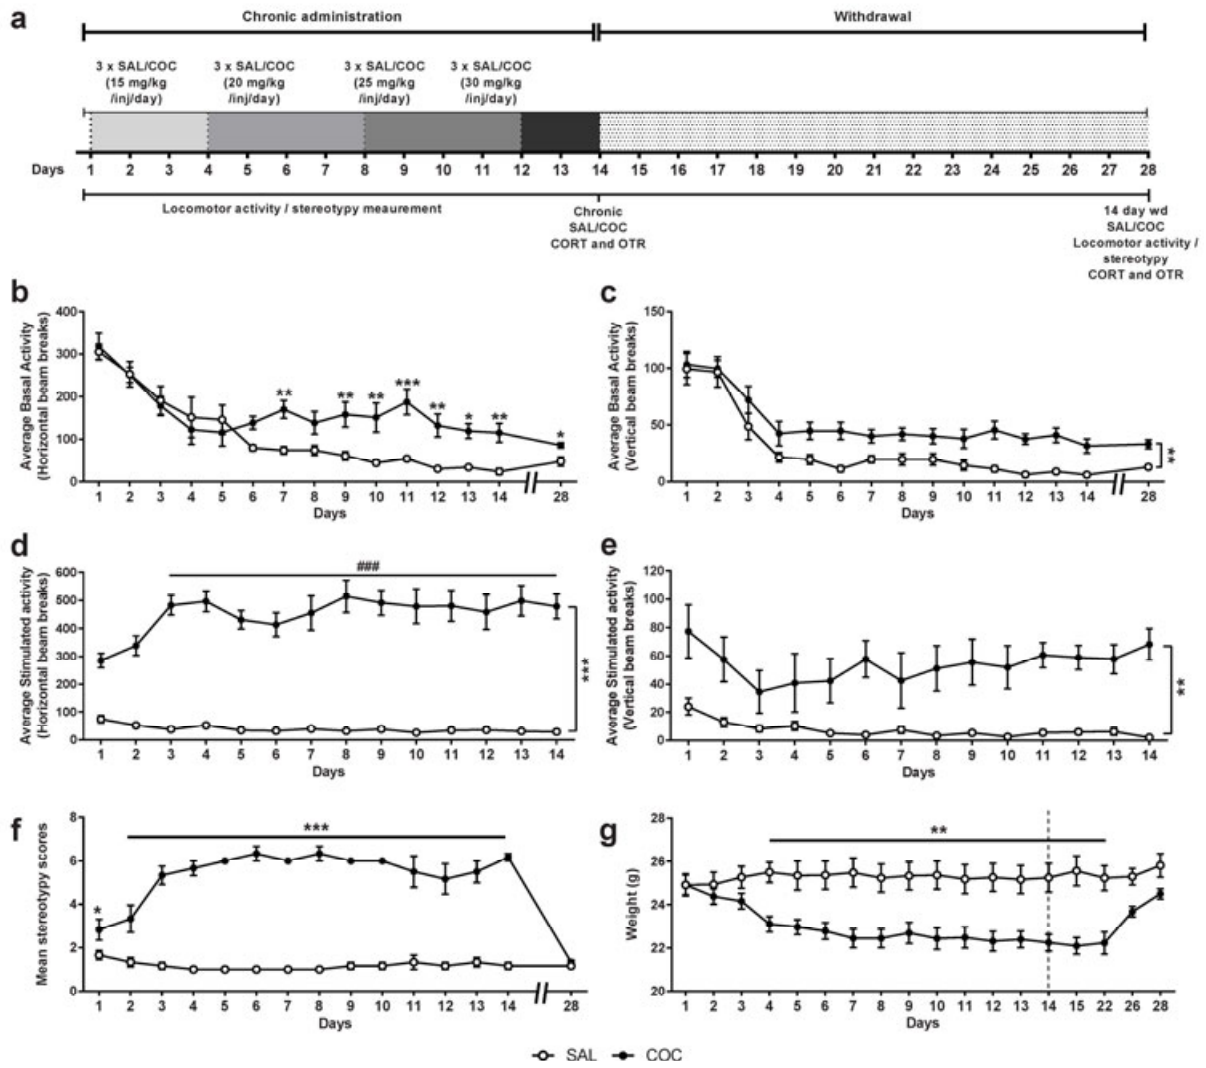 a
Chronic administration
Withdrawal
3 x SAL/COC
(15 mg/kg
/inj/day)
3 x SAL/COC
(20 mg/kg
/inj/day)
3 x SAL/COC
(25 mg/kg
/inj/day)
3 x SAL/COC
(30 mg/kg
/inj/day)
Days 1 2 3 4 5 6 7 8 9 10 11 12 13 14 15 16 17 18 19 20 21 22 23 24 25 26 27 28
Locomotor activity / stereotypy meaurement
Chronic
SAL/COC
CORT and OTR
14 day wd
SAL/COC
Locomotor activity /
stereotypy
CORT and OTR
b
Average Basal Activity
(Horizontal beam breaks)
400
300
200
100
0
** ** ** *** ** * ** *
1 2 3 4 5 6 7 8 9 10 11 12 13 14 28
Days
c
Average Basal Activity
(Vertical beam breaks)
150
100
50
0
**
1 2 3 4 5 6 7 8 9 10 11 12 13 14 28
Days
d
Average Stimulated activity
(Horizontal beam breaks)
600
500
400
300
200
100
0
###
***
1 2 3 4 5 6 7 8 9 10 11 12 13 14
Days
e
Average Stimulated activity
(Vertical beam breaks)
120
100
80
60
40
20
0
**
1 2 3 4 5 6 7 8 9 10 11 12 13 14
Days
f
Mean stereotypy scores
8
6
4
2
0
*
***
1 2 3 4 5 6 7 8 9 10 11 12 13 14 28
Days
g
Weight (g)
28
26
24
22
20
**
1 2 3 4 5 6 7 8 9 10 11 12 13 14 15 22 26 28
Days
SAL COC